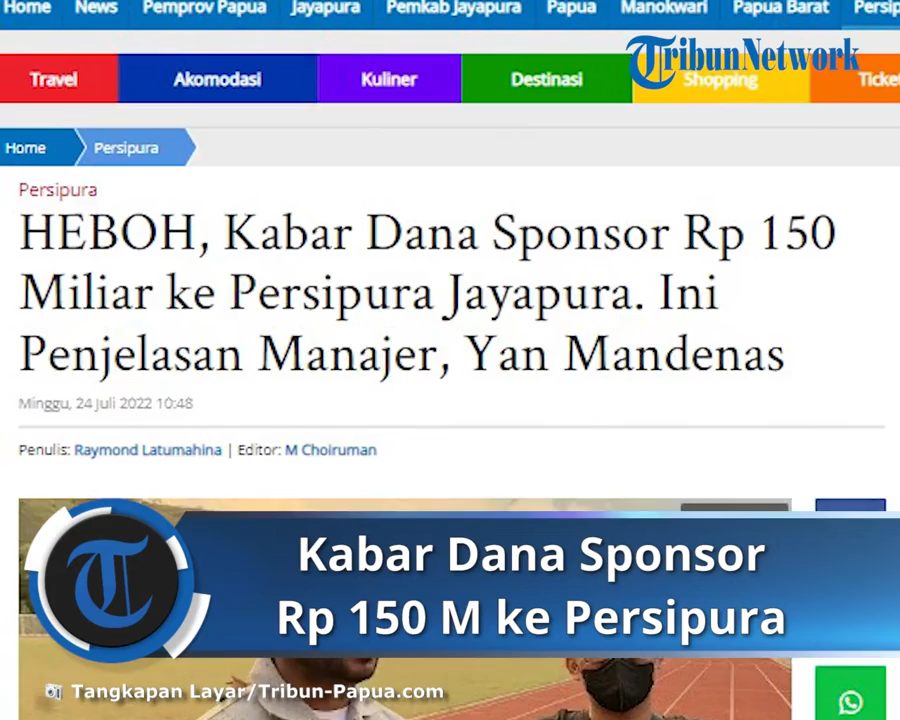 Home News Pemprov Papua Jayapura Pemkab Jayapura Papua Manokwari Papua Barat
TribunNetwork
Travel Akomodasi Kuliner Destinasi Shopping
Home Persipura
Persipura
HEBOH, Kabar Dana Sponsor Rp 150
Miliar ke Persipura Jayapura. Ini
Penjelasan Manajer, Yan Mandenas
Minggu, 24 Juli 2022 10:48
Penulis: Raymond Latumahina | Editor: M Choiruman
T
Kabar Dana Sponsor
Rp 150 M ke Persipura
Tangkapan Layar/Tribun-Papua.com